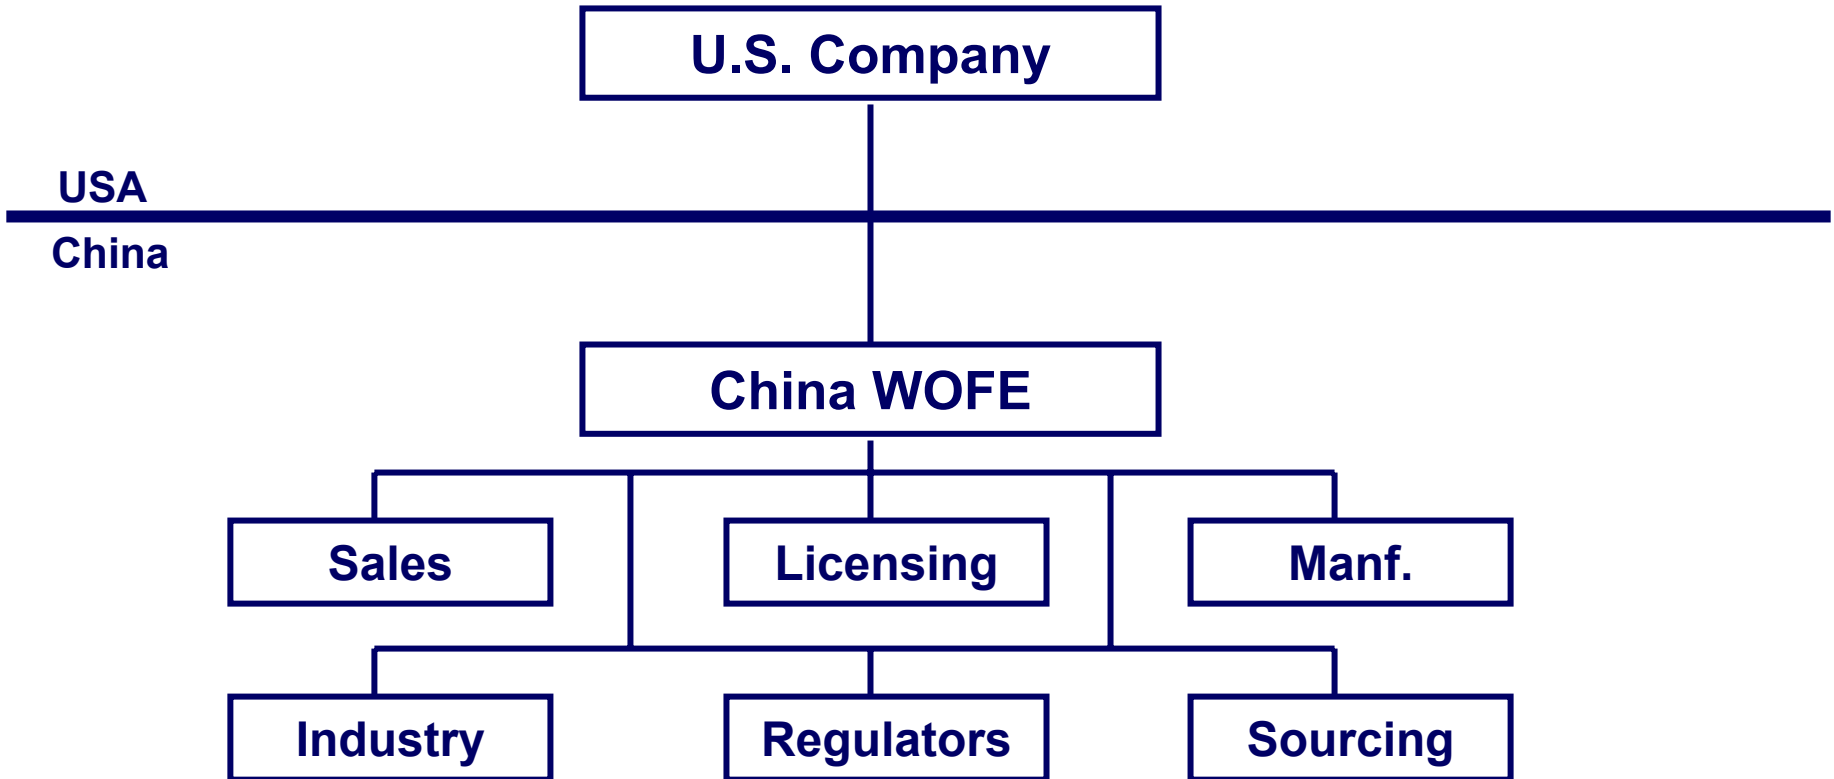 U.S. Company
USA
China
China WOFE
Sales
Licensing
Manf.
Industry
Regulators
Sourcing